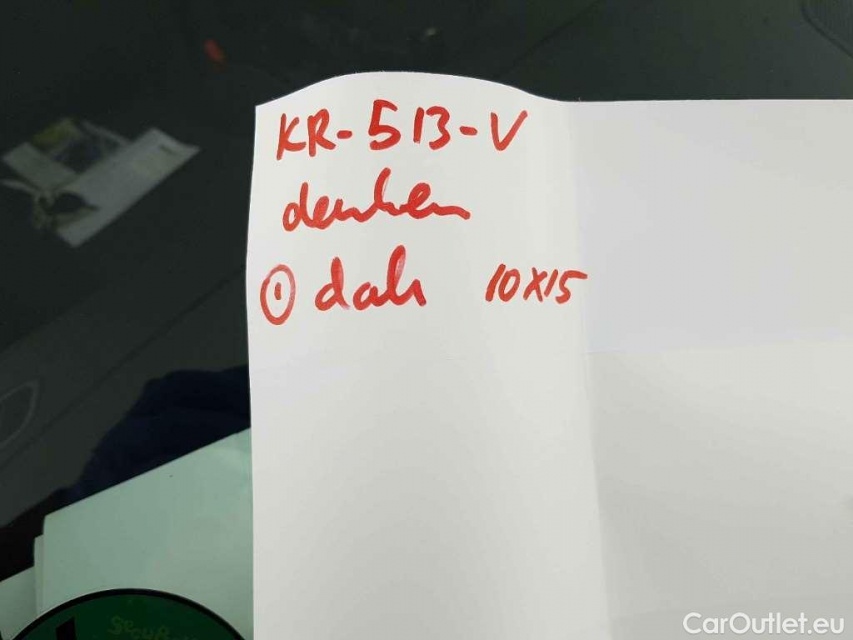 KR-513-V
deuken
① dak 10x15
CarOutlet.eu